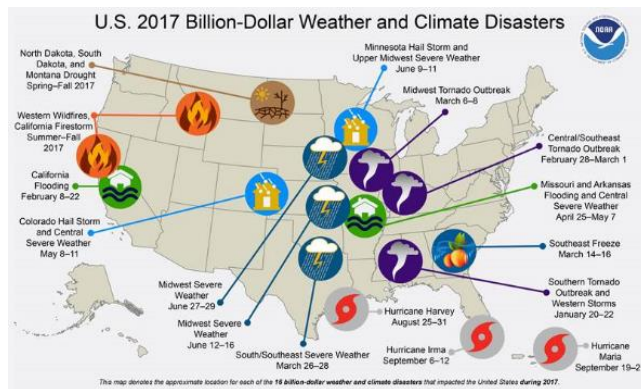 U.S. 2017 Billion-Dollar Weather and Climate Disasters
NOAA
North Dakota, South
Dakota, and
Montana Drought
Spring–Fall 2017
Minnesota Hail Storm and
Upper Midwest Severe Weather
June 9–11
Midwest Tornado Outbreak
March 6–8
Western Wildfires,
California Firestorm
Summer–Fall
2017
Central/Southeast
Tornado Outbreak
February 28–March 1
California
Flooding
February 8–22
Missouri and Arkansas
Flooding and Central
Severe Weather
April 25–May 7
Colorado Hail Storm
and Central
Severe Weather
May 8–11
Southeast Freeze
March 14–16
Midwest Severe
Weather
June 27–29
Southern Tornado
Outbreak and
Western Storms
January 20–22
Midwest Severe
Weather
June 12–16
Hurricane Harvey
August 25–31
South/Southeast Severe Weather
March 26–28
Hurricane Irma
September 6–12
Hurricane
Maria
September 19–2
This map denotes the approximate location for each of the 16 billion-dollar weather and climate disasters that impacted the United States during 2017.